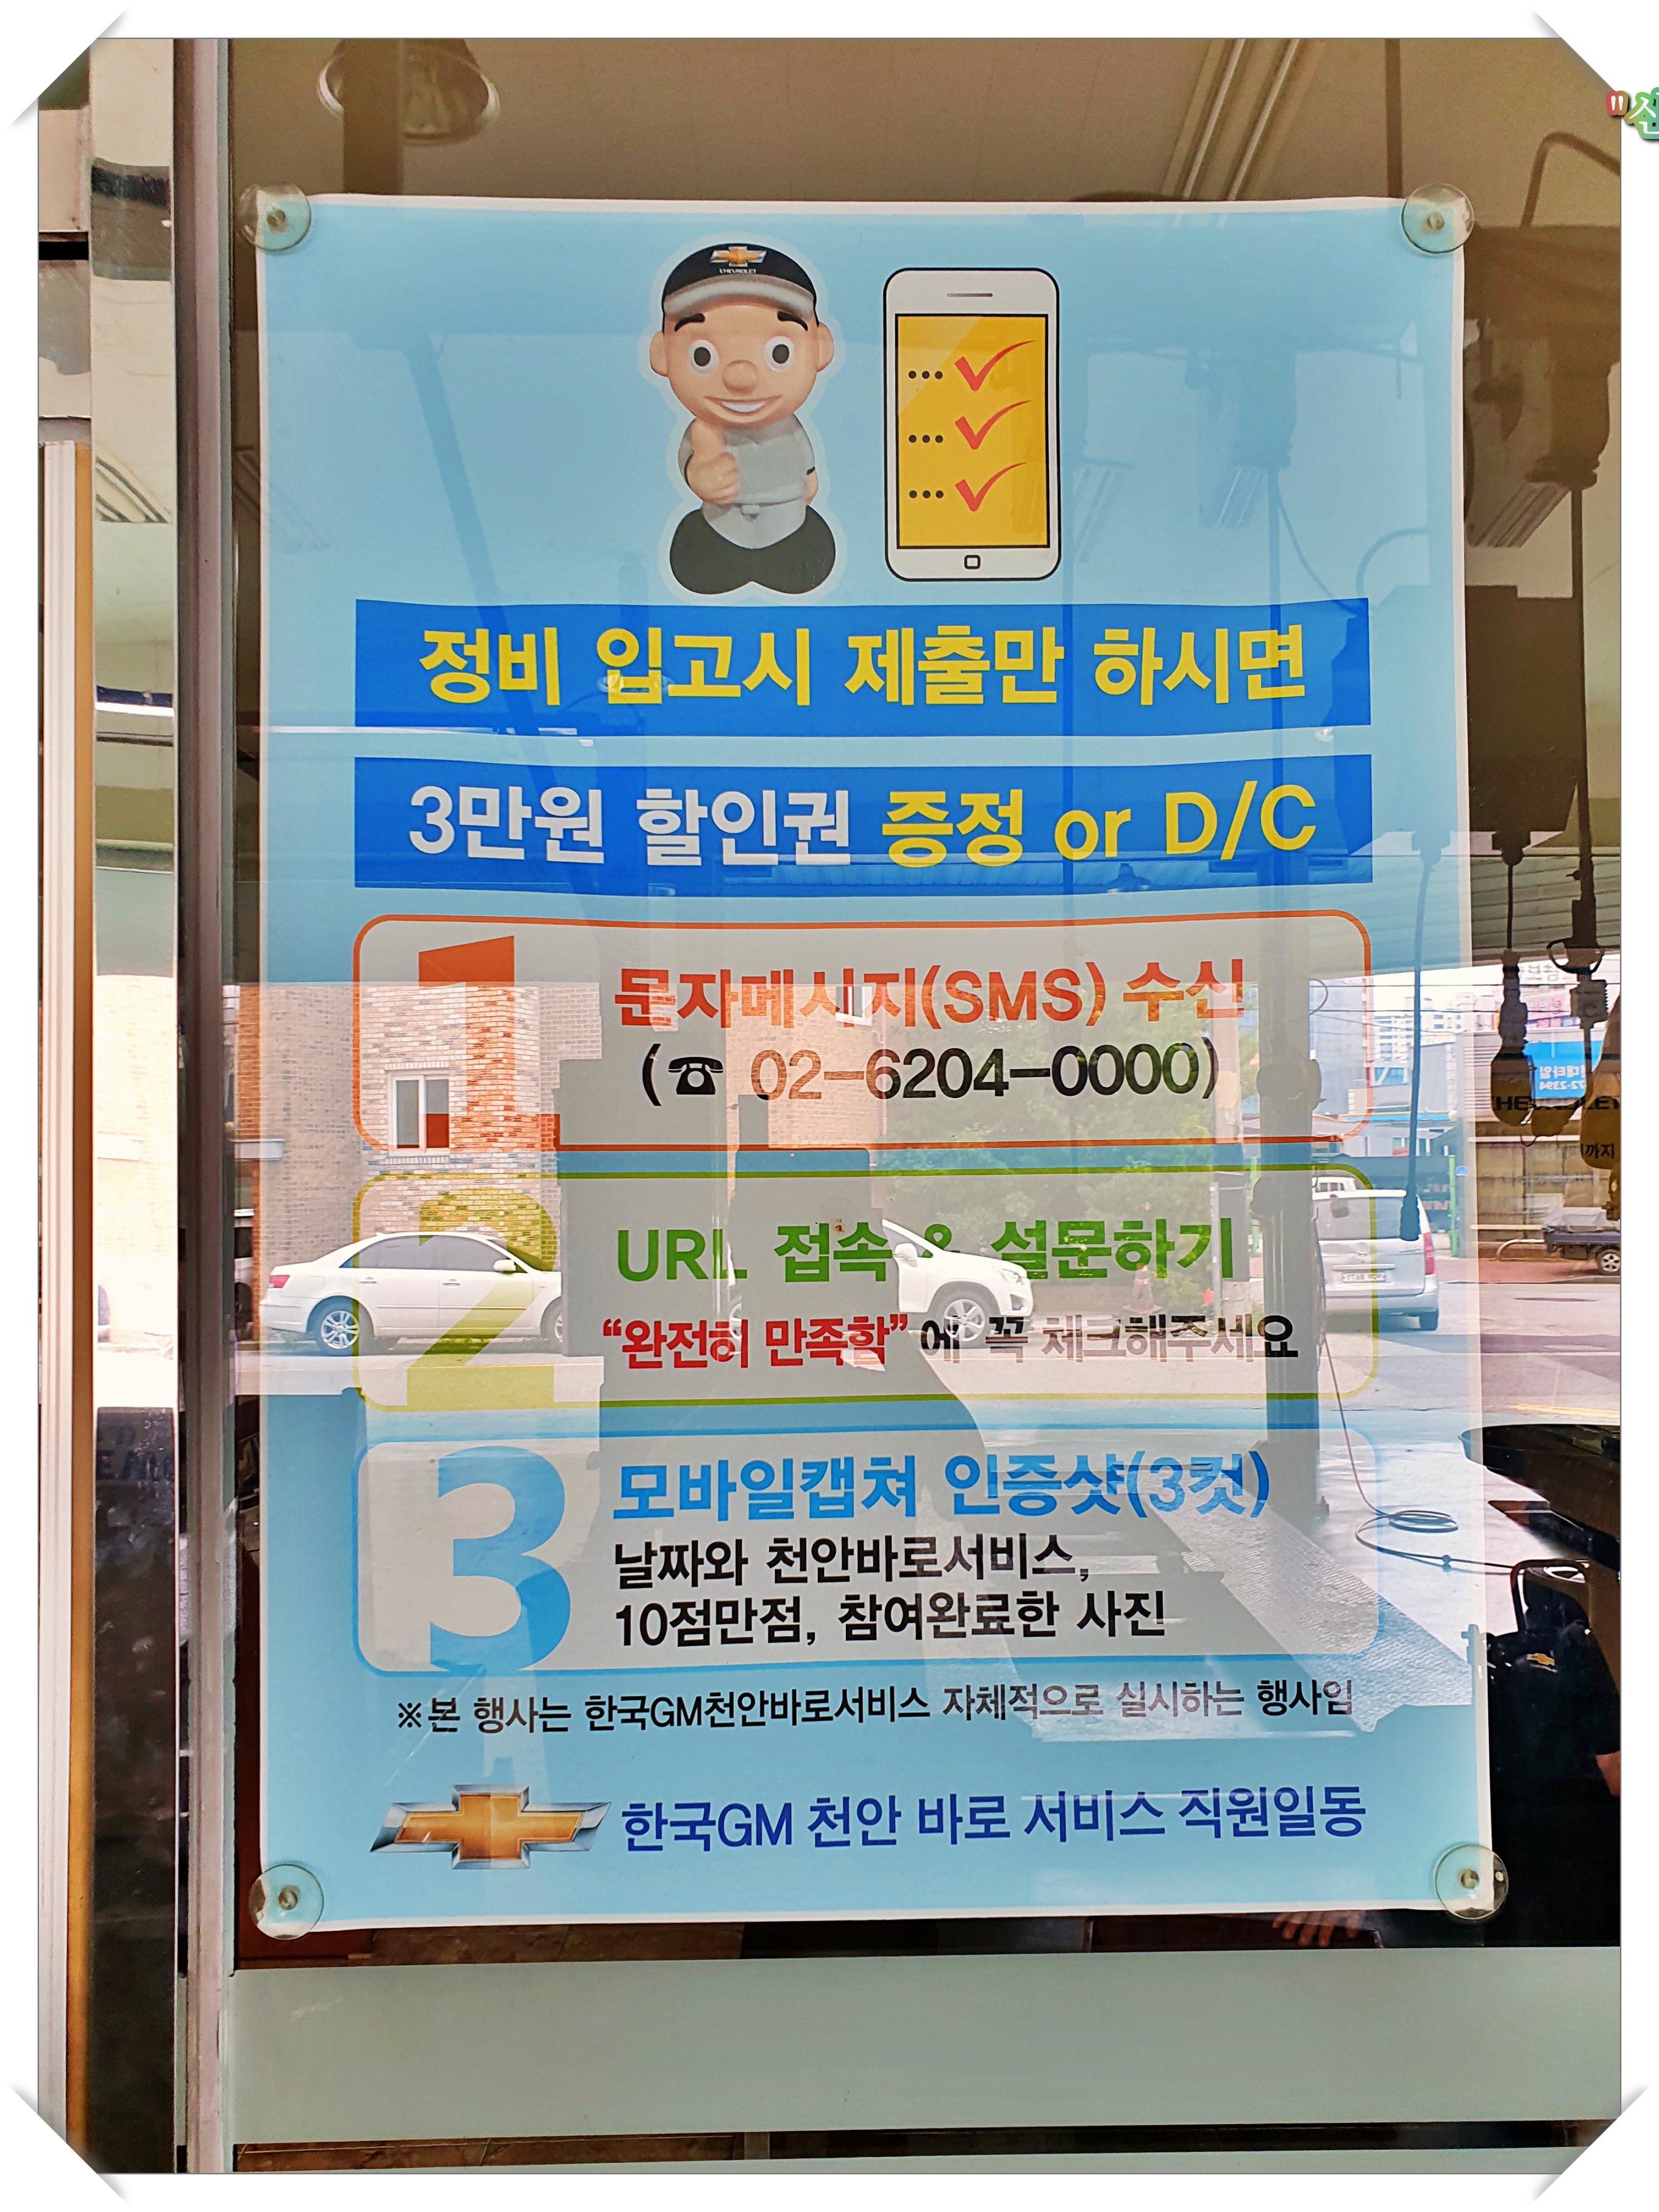 "신
CHEVROLET
정비 입고시 제출만 하시면
3만원 할인권 증정 or D/C
1
문자메시지(SMS) 수신
(☎ 02-6204-0000)
2
URL 접속 & 설문하기
“완전히 만족함”에 꼭 체크해주세요
3
모바일캡쳐 인증샷(3컷)
날짜와 천안바로서비스,
10점만점, 참여완료한 사진
※본 행사는 한국GM천안바로서비스 자체적으로 실시하는 행사임
한국GM 천안 바로 서비스 직원일동